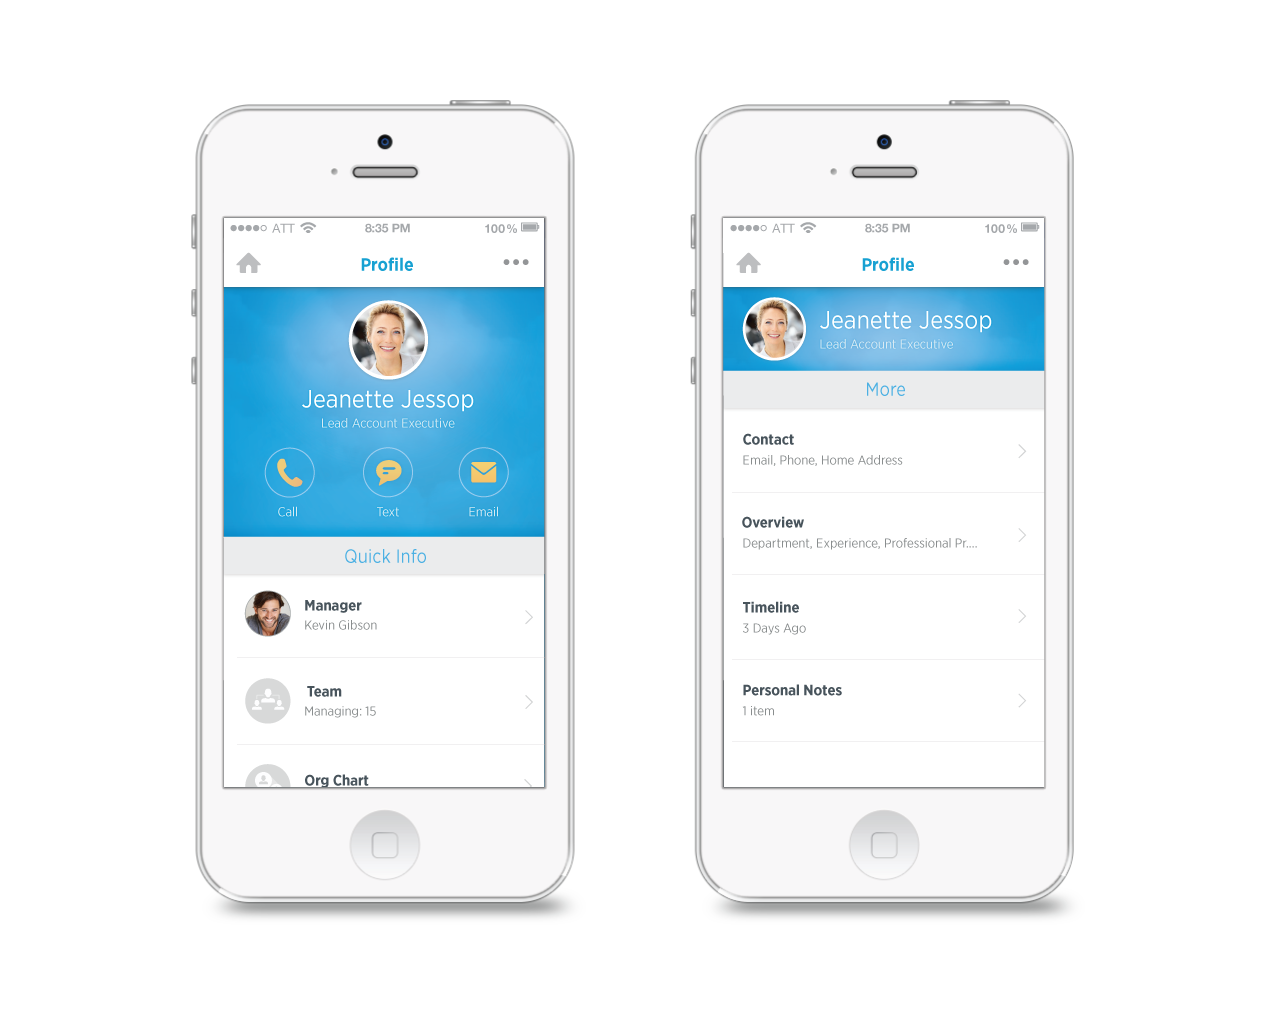 ATT 8:35 PM 100%
Profile
Jeanette Jessop
Lead Account Executive
Call Text Email
Quick Info
Manager
Kevin Gibson
Team
Managing: 15
Org Chart
ATT 8:35 PM 100%
Profile
Jeanette Jessop
Lead Account Executive
More
Contact
Email, Phone, Home Address
Overview
Department, Experience, Professional Pr....
Timeline
3 Days Ago
Personal Notes
1 item